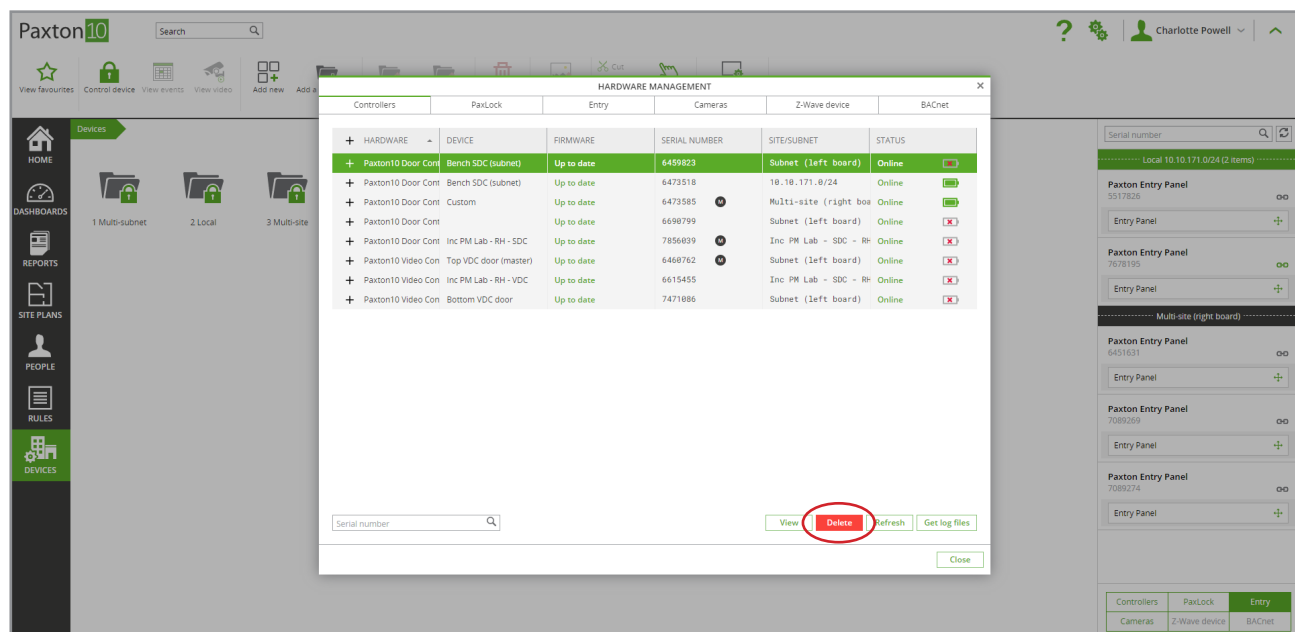 Paxton 10
Search
Charlotte Powell
View favourites Control device View events View video Add new Add a
Cut
HARDWARE MANAGEMENT
Controllers PaxLock Entry Cameras Z-Wave device BACnet
HARDWARE DEVICE FIRMWARE SERIAL NUMBER SITE/SUBNET STATUS
Paxton10 Door Cont Bench SDC (subnet) Up to date 6459823 Subnet (left board) Online
Paxton10 Door Cont Bench SDC (subnet) Up to date 6473518 10.10.171.0/24 Online
Paxton10 Door Cont Custom Up to date 6473585 M Multi-site (right boa Online
Paxton10 Door Cont Up to date 6690799 Subnet (left board) Online
Paxton10 Door Cont Inc PM Lab - RH - SDC Up to date 7856039 M Inc PM Lab - SDC - RH Online
Paxton10 Video Con Top VDC door (master) Up to date 6460762 M Subnet (left board) Online
Paxton10 Video Con Inc PM Lab - RH - VDC Up to date 6615455 Inc PM Lab - SDC - RH Online
Paxton10 Video Con Bottom VDC door Up to date 7471086 Subnet (left board) Online
Serial number
View Delete Refresh Get log files
Close
HOME
DASHBOARDS
REPORTS
SITE PLANS
PEOPLE
RULES
DEVICES
Devices
1 Multi-subnet 2 Local 3 Multi-site
Serial number
Local 10.10.171.0/24 (2 items)
Paxton Entry Panel
5517826
Entry Panel
Paxton Entry Panel
7678195
Entry Panel
Multi-site (right board)
Paxton Entry Panel
6451631
Entry Panel
Paxton Entry Panel
7089269
Entry Panel
Paxton Entry Panel
7089274
Entry Panel
Controllers PaxLock Entry
Cameras Z-Wave device BACnet